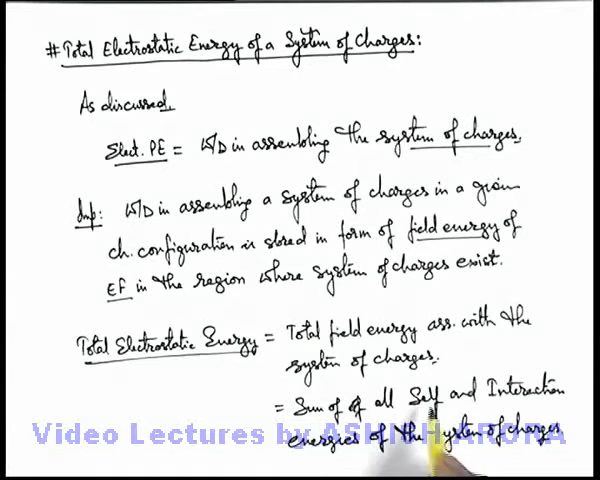 # Total Electrostatic Energy of a System of Charges:
As discussed,
Elect. PE = W/D in assembling the system of charges,
Imp: W/D in assembling a system of charges in a given
ch. configuration is stored in form of field energy of
EF in the region where system of charges exist.
Total Electrostatic Energy = Total field energy ass. with the
system of charges.
= Sum of all Self and Interaction
energies of the System of charges
Video Lectures by ASHISH ARORA